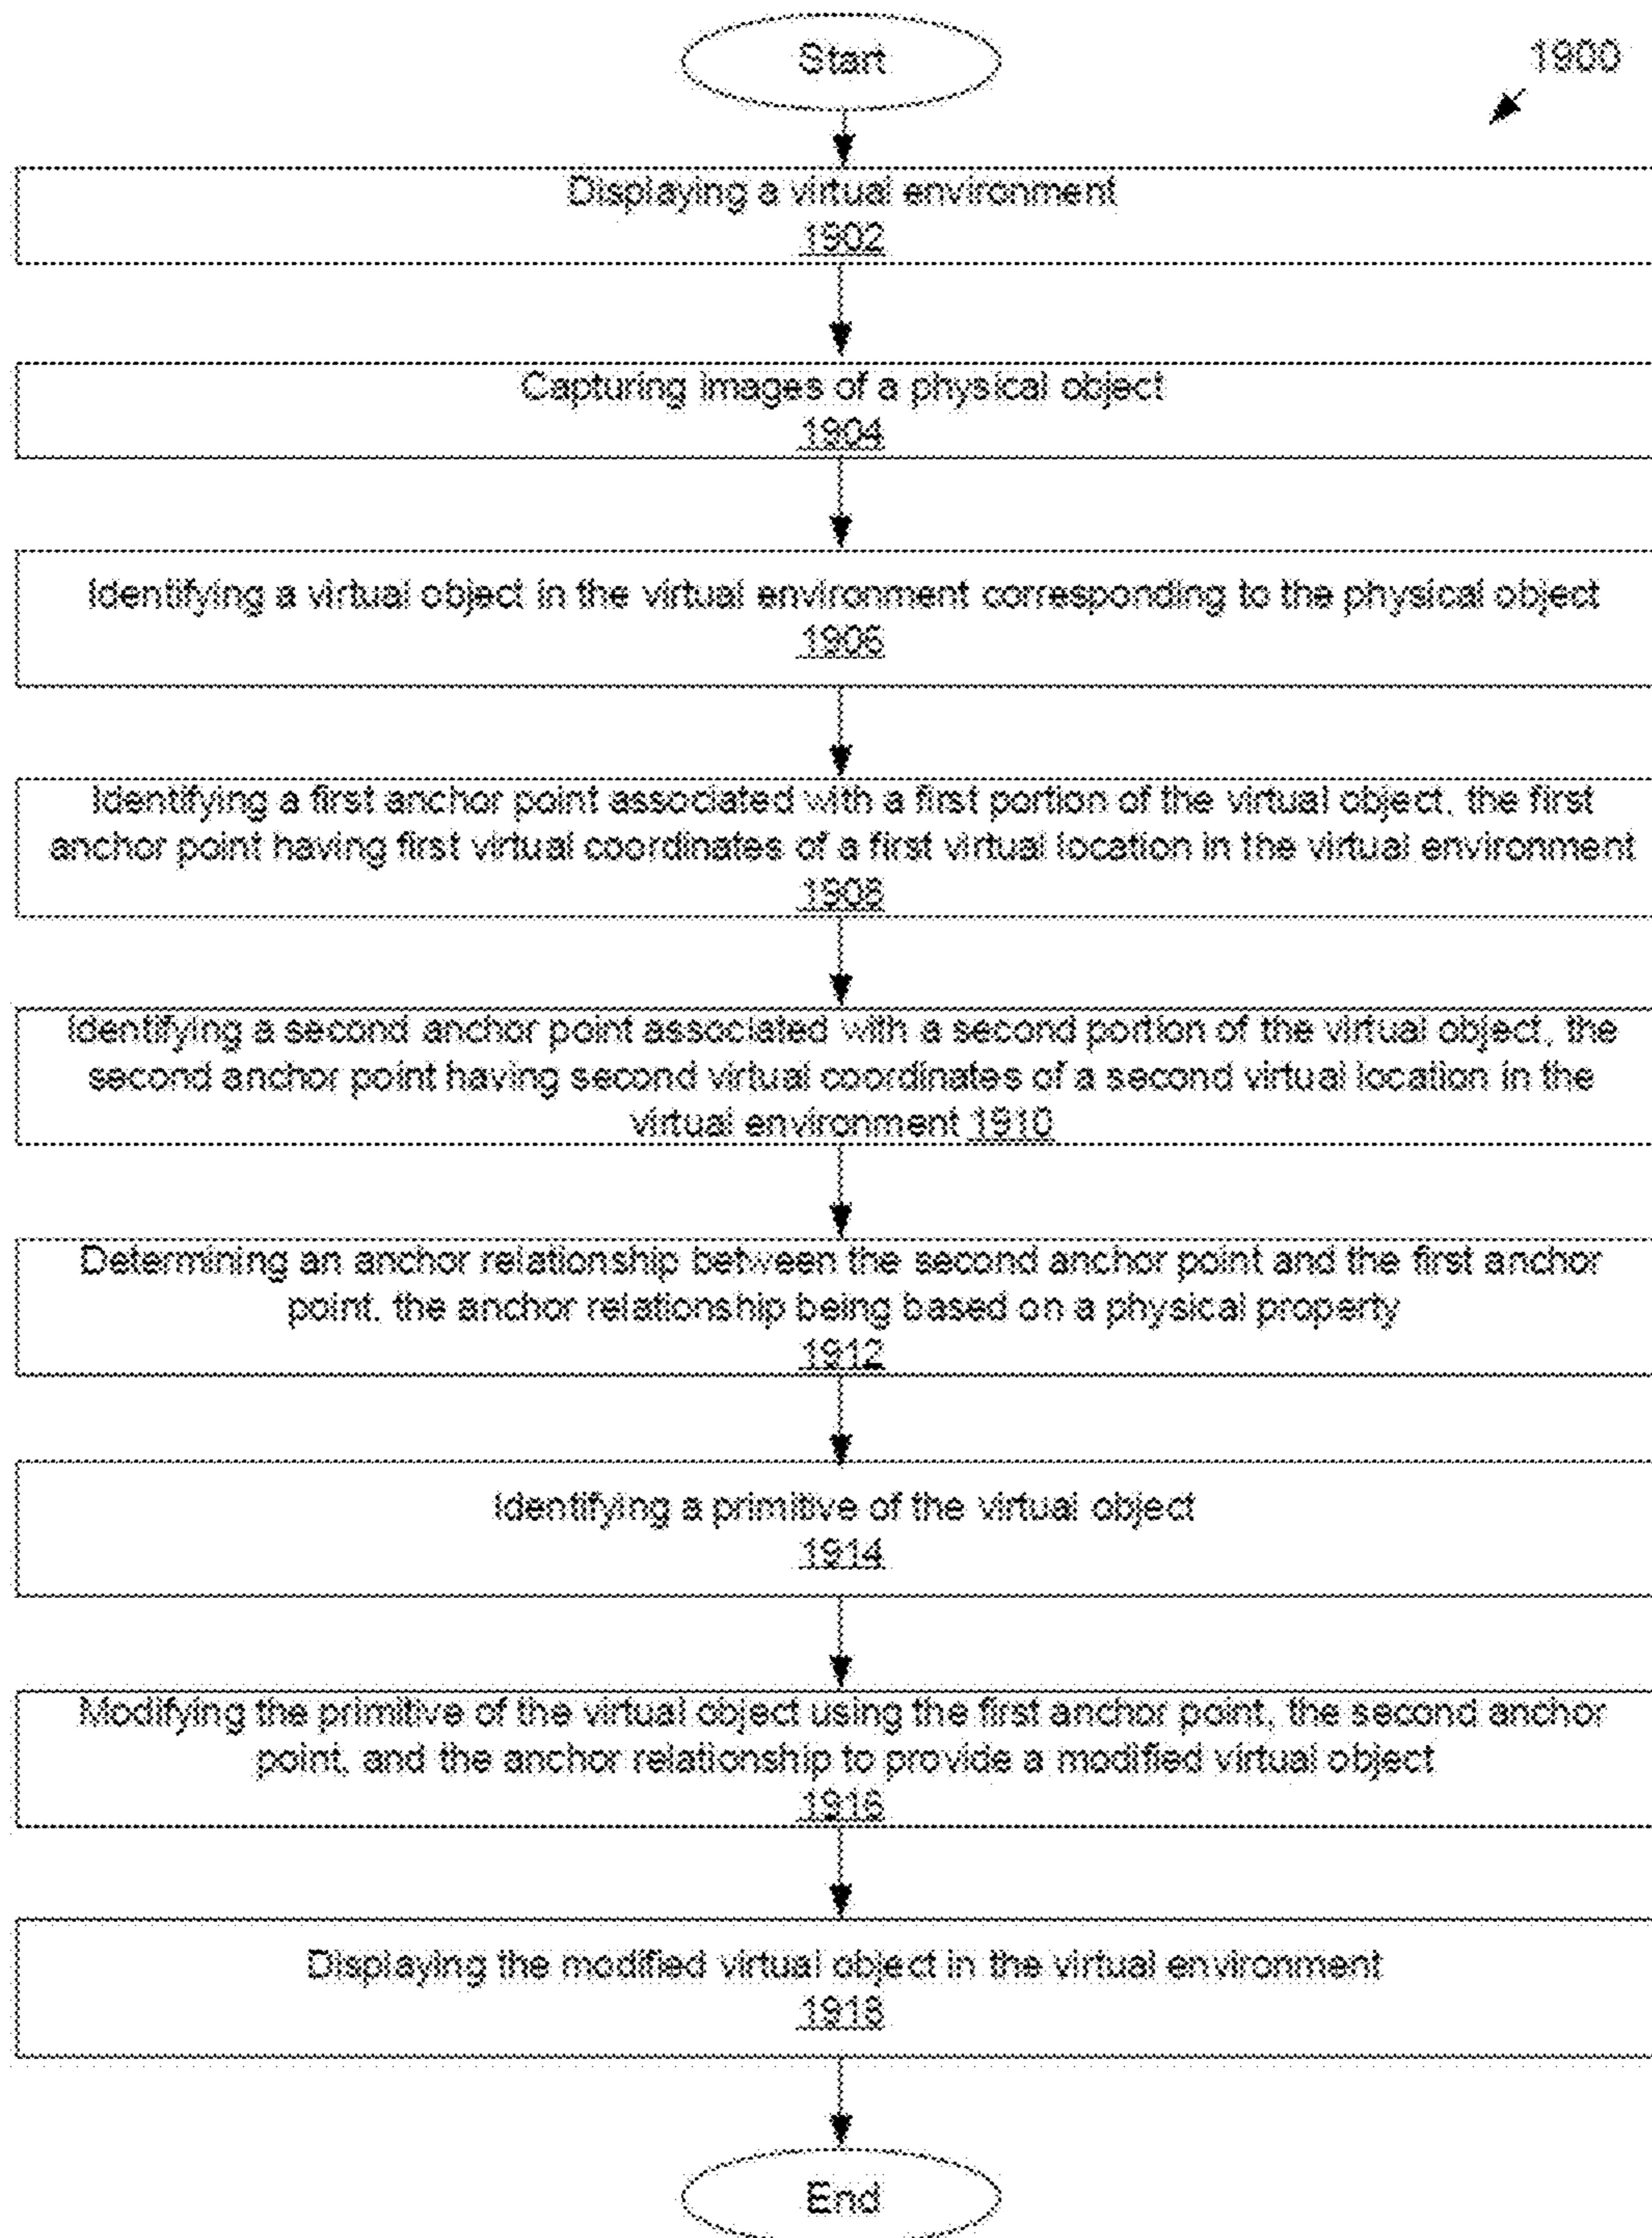 Start
1900
Displaying a virtual environment
1902
Capturing images of a physical object
1904
Identifying a virtual object in the virtual environment corresponding to the physical object
1906
Identifying a first anchor point associated with a first portion of the virtual object, the first
anchor point having first virtual coordinates of a first virtual location in the virtual environment
1908
Identifying a second anchor point associated with a second portion of the virtual object, the
second anchor point having second virtual coordinates of a second virtual location in the
virtual environment 1910
Determining an anchor relationship between the second anchor point and the first anchor
point, the anchor relationship being based on a physical property
1912
Identifying a primitive of the virtual object
1914
Modifying the primitive of the virtual object using the first anchor point, the second anchor
point, and the anchor relationship to provide a modified virtual object
1916
Displaying the modified virtual object in the virtual environment
1918
End